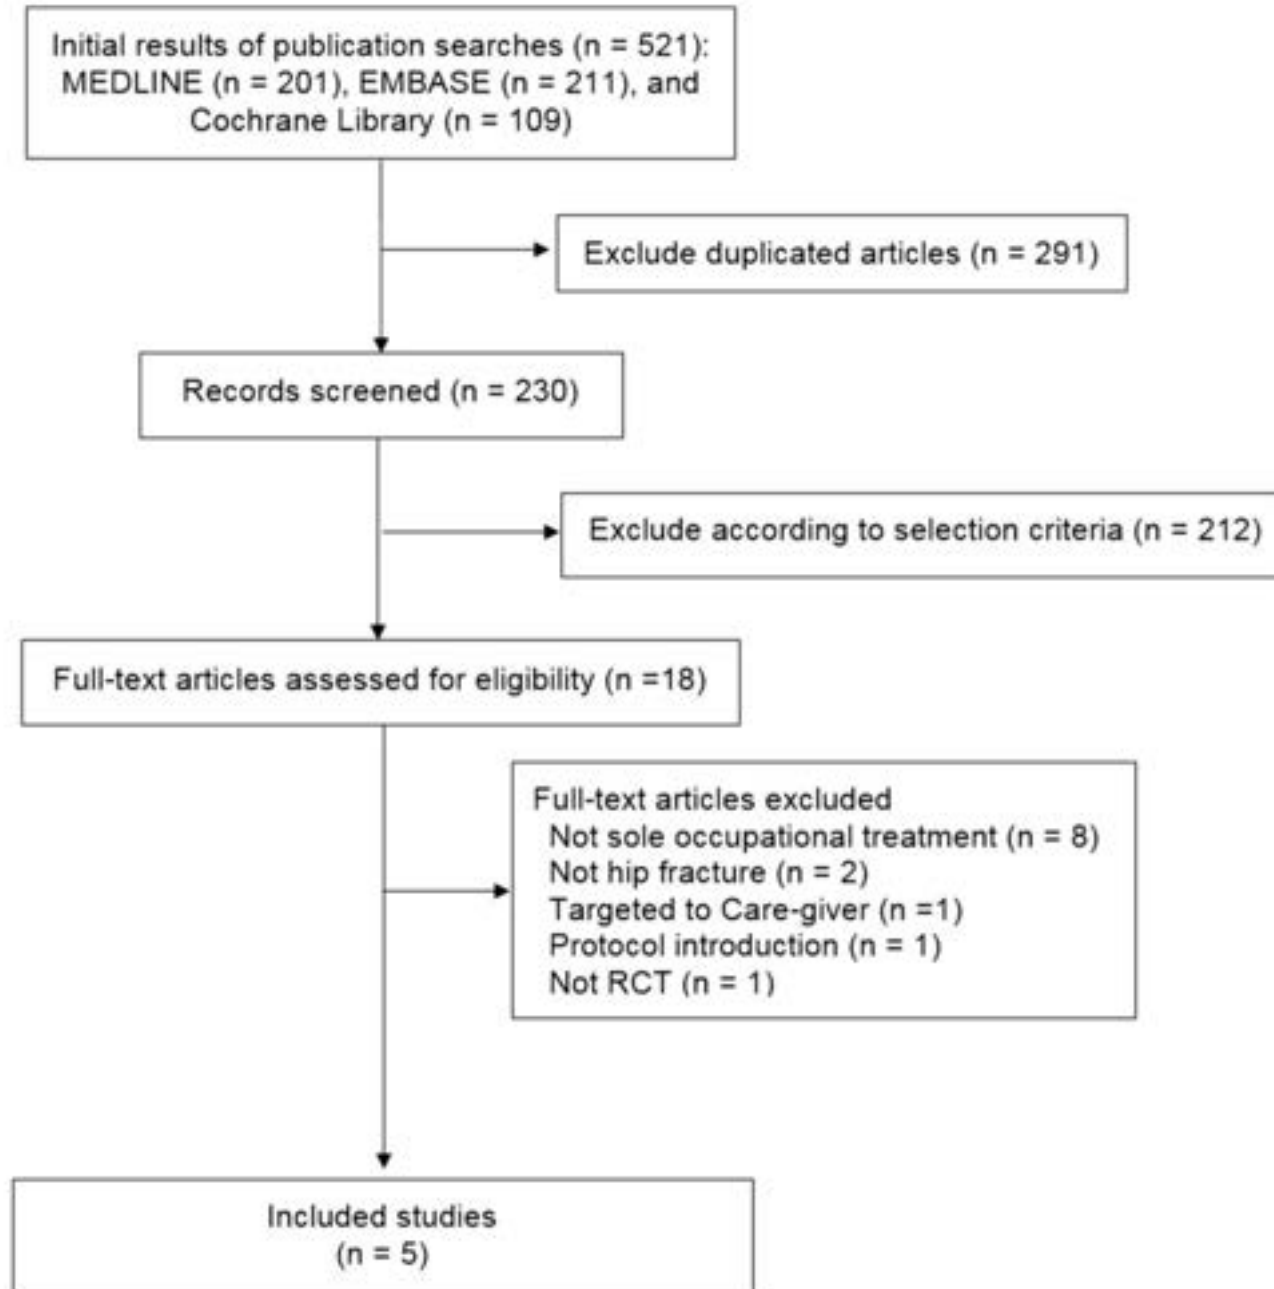 Initial results of publication searches (n = 521):
MEDLINE (n = 201), EMBASE (n = 211), and
Cochrane Library (n = 109)
Exclude duplicated articles (n = 291)
Records screened (n = 230)
Exclude according to selection criteria (n = 212)
Full-text articles assessed for eligibility (n =18)
Full-text articles excluded
Not sole occupational treatment (n = 8)
Not hip fracture (n = 2)
Targeted to Care-giver (n =1)
Protocol introduction (n = 1)
Not RCT (n = 1)
Included studies
(n = 5)